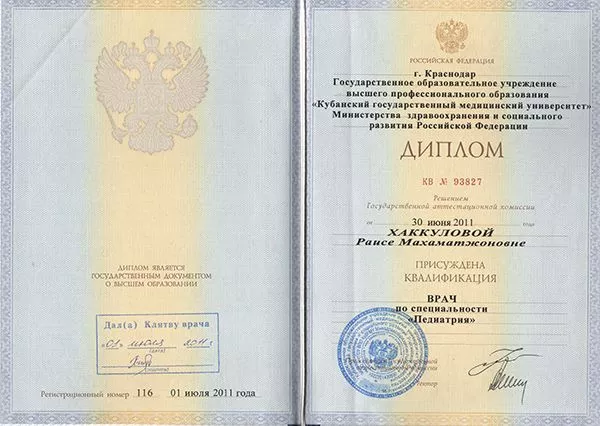 ДИПЛОМ ЯВЛЯЕТСЯ
ГОСУДАРСТВЕННЫМ ДОКУМЕНТОМ
О ВЫСШЕМ ОБРАЗОВАНИИ
Дал(а) Клятву врача
«01» июля 2011 г.
(дата)
(подпись)
Регистрационный номер 116 01 июля 2011 года
РОССИЙСКАЯ ФЕДЕРАЦИЯ
г. Краснодар
Государственное образовательное учреждение
высшего профессионального образования
«Кубанский государственный медицинский университет»
Министерства здравоохранения и социального
развития Российской Федерации
ДИПЛОМ
КВ № 93827
Решением
Государственной аттестационной комиссии
от 30 июня 2011 года
ХАККУЛОВОЙ
Раисе Махаматжоновне
ПРИСУЖДЕНА
КВАЛИФИКАЦИЯ
ВРАЧ
по специальности
«Педиатрия»